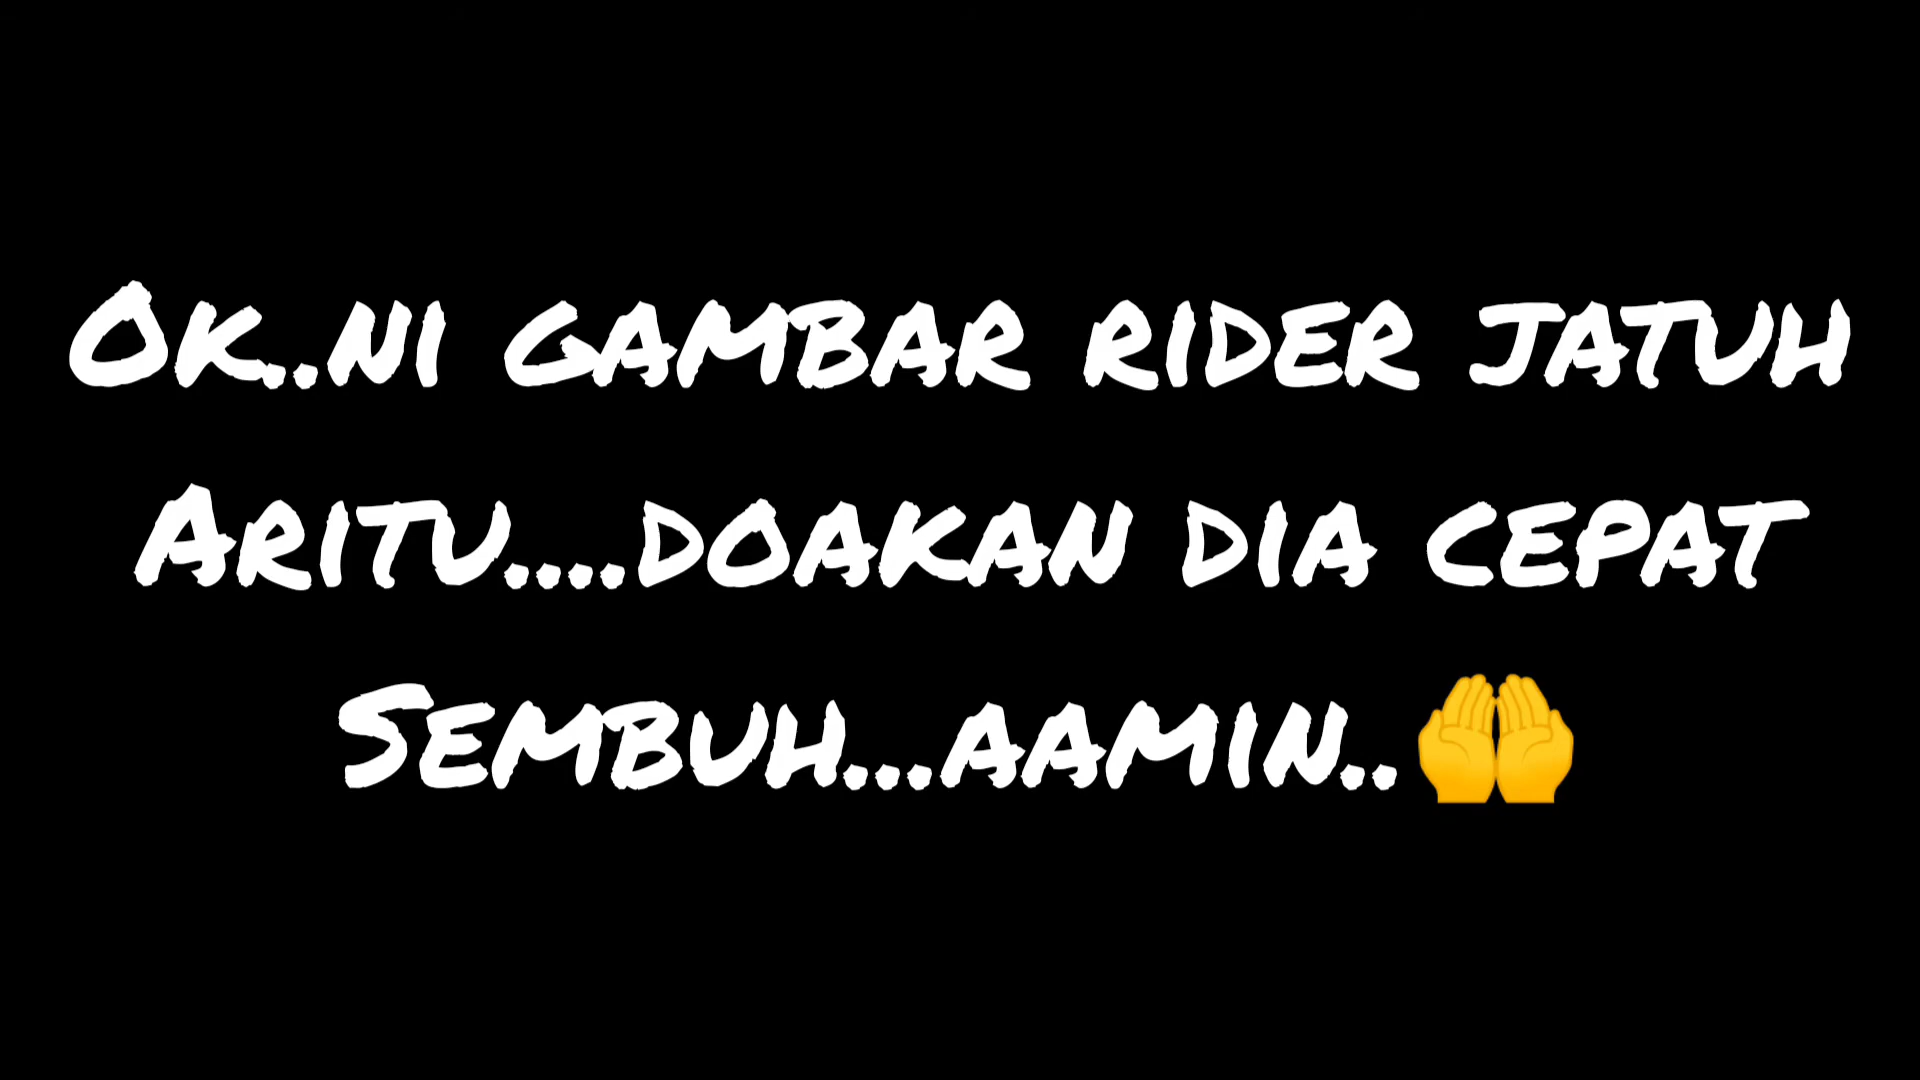 Ok..ni gambar rider jatuh
Aritu....doakan dia cepat
Sembuh...aamin..🤲